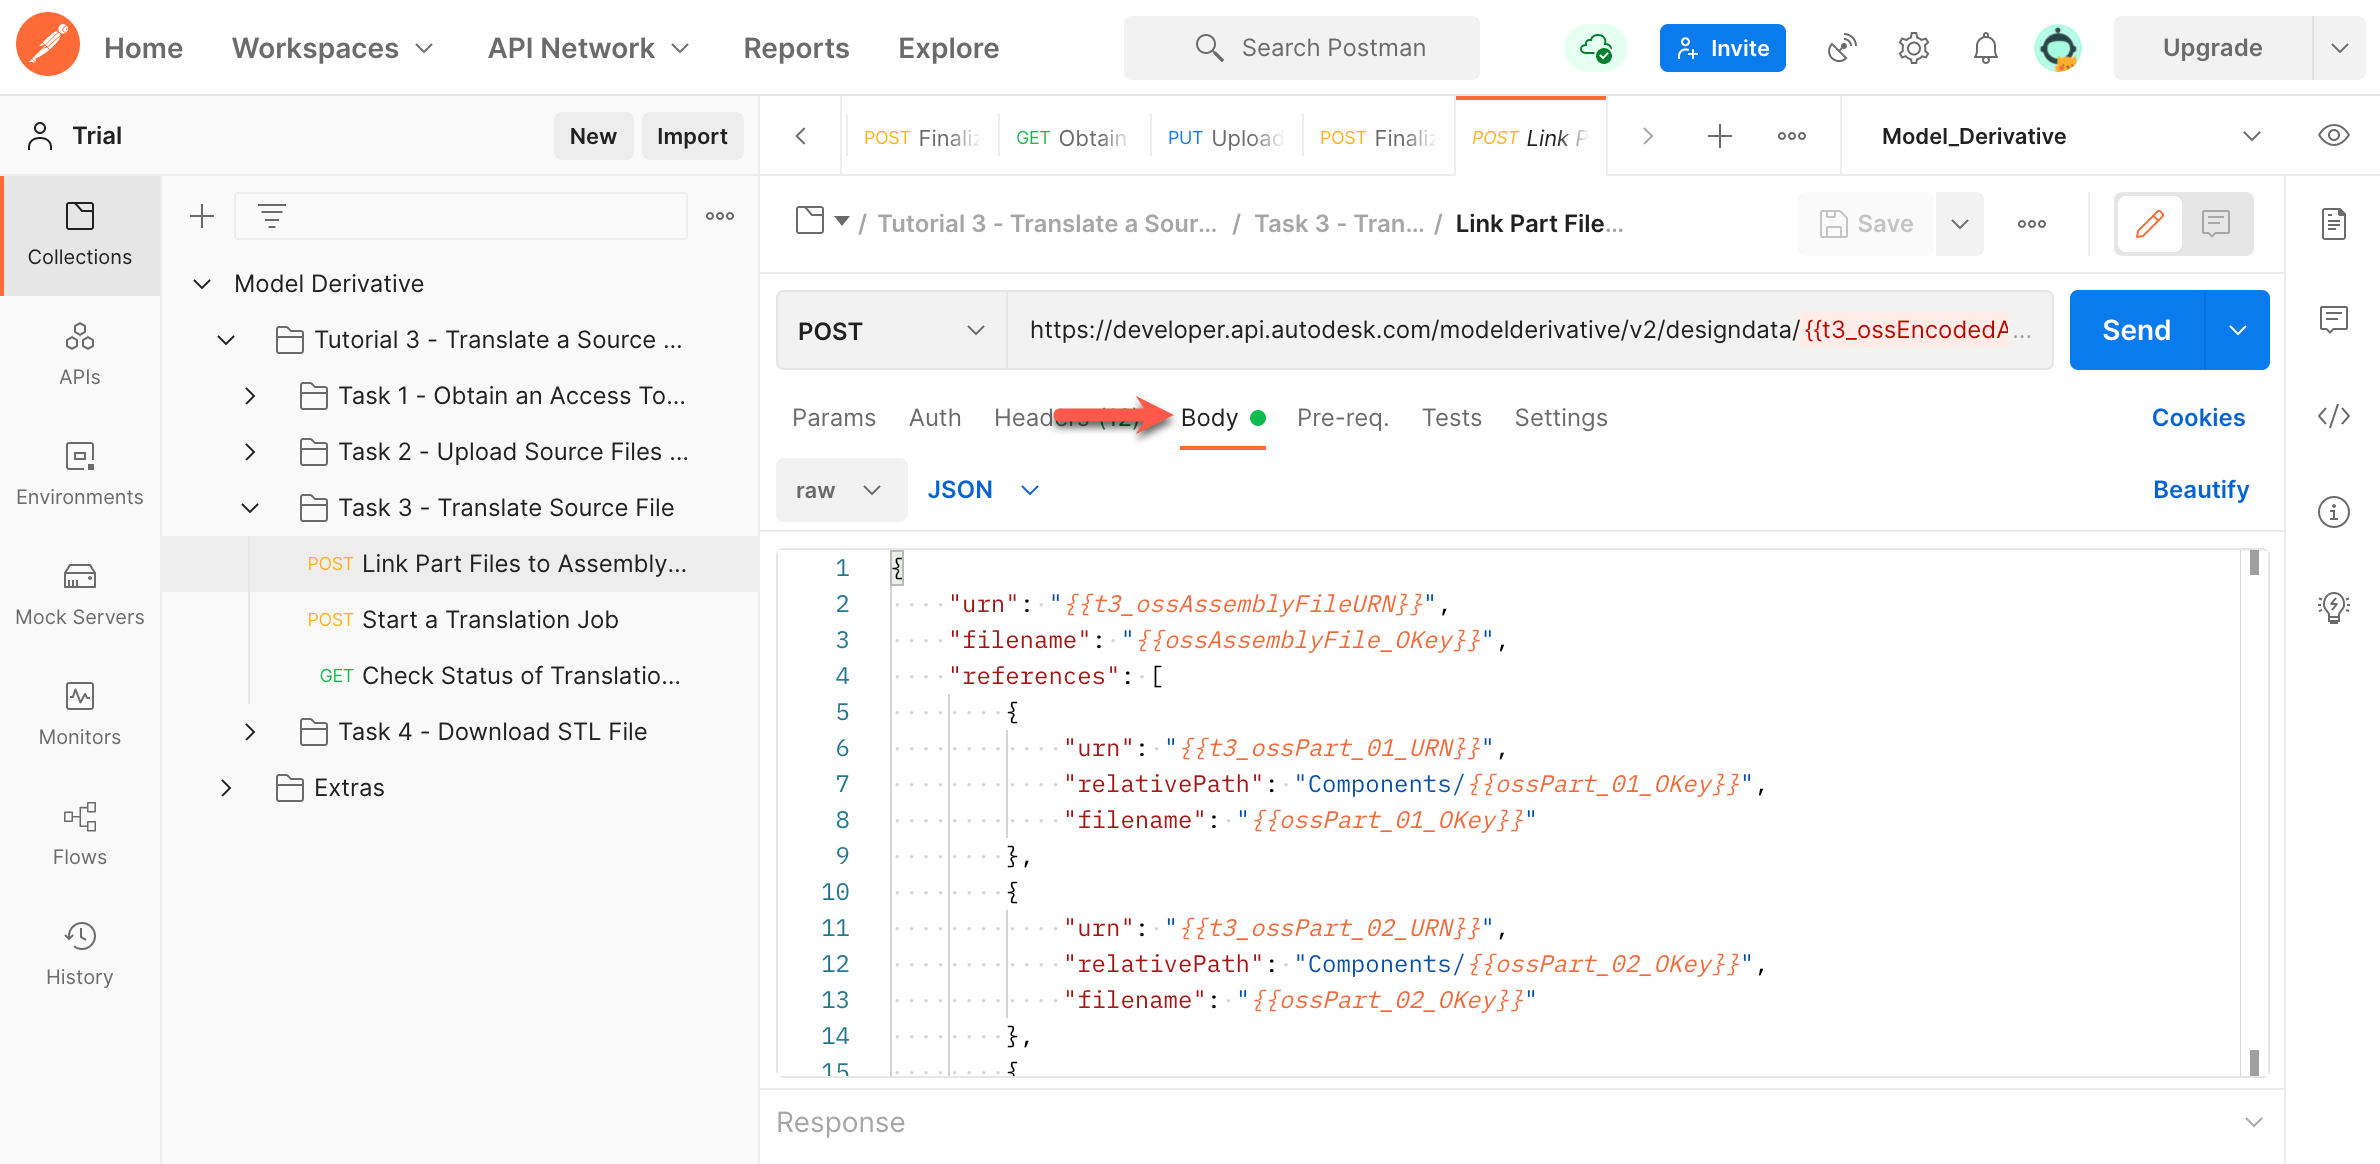 Home Workspaces API Network Reports Explore Search Postman Invite Upgrade
Trial New Import
POST Finaliz GET Obtain PUT Upload POST Finaliz POST Link P Model_Derivative
Collections
APIs
Environments
Mock Servers
Monitors
Flows
History
Model Derivative
Tutorial 3 - Translate a Source ...
Task 1 - Obtain an Access To...
Task 2 - Upload Source Files ...
Task 3 - Translate Source File
POST Link Part Files to Assembly...
POST Start a Translation Job
GET Check Status of Translatio...
Task 4 - Download STL File
Extras
/ Tutorial 3 - Translate a Sour... / Task 3 - Tran... / Link Part File... Save
POST https://developer.api.autodesk.com/modelderivative/v2/designdata/{{t3_ossEncodedA... Send
Params Auth Headers (12) Body Pre-req. Tests Settings Cookies
raw JSON Beautify
1 {
2 "urn": "{{t3_ossAssemblyFileURN}}",
3 "filename": "{{ossAssemblyFile_OKey}}",
4 "references": [
5 {
6 "urn": "{{t3_ossPart_01_URN}}",
7 "relativePath": "Components/{{ossPart_01_OKey}}",
8 "filename": "{{ossPart_01_OKey}}"
9 },
10 {
11 "urn": "{{t3_ossPart_02_URN}}",
12 "relativePath": "Components/{{ossPart_02_OKey}}",
13 "filename": "{{ossPart_02_OKey}}"
14 },
15 {
Response